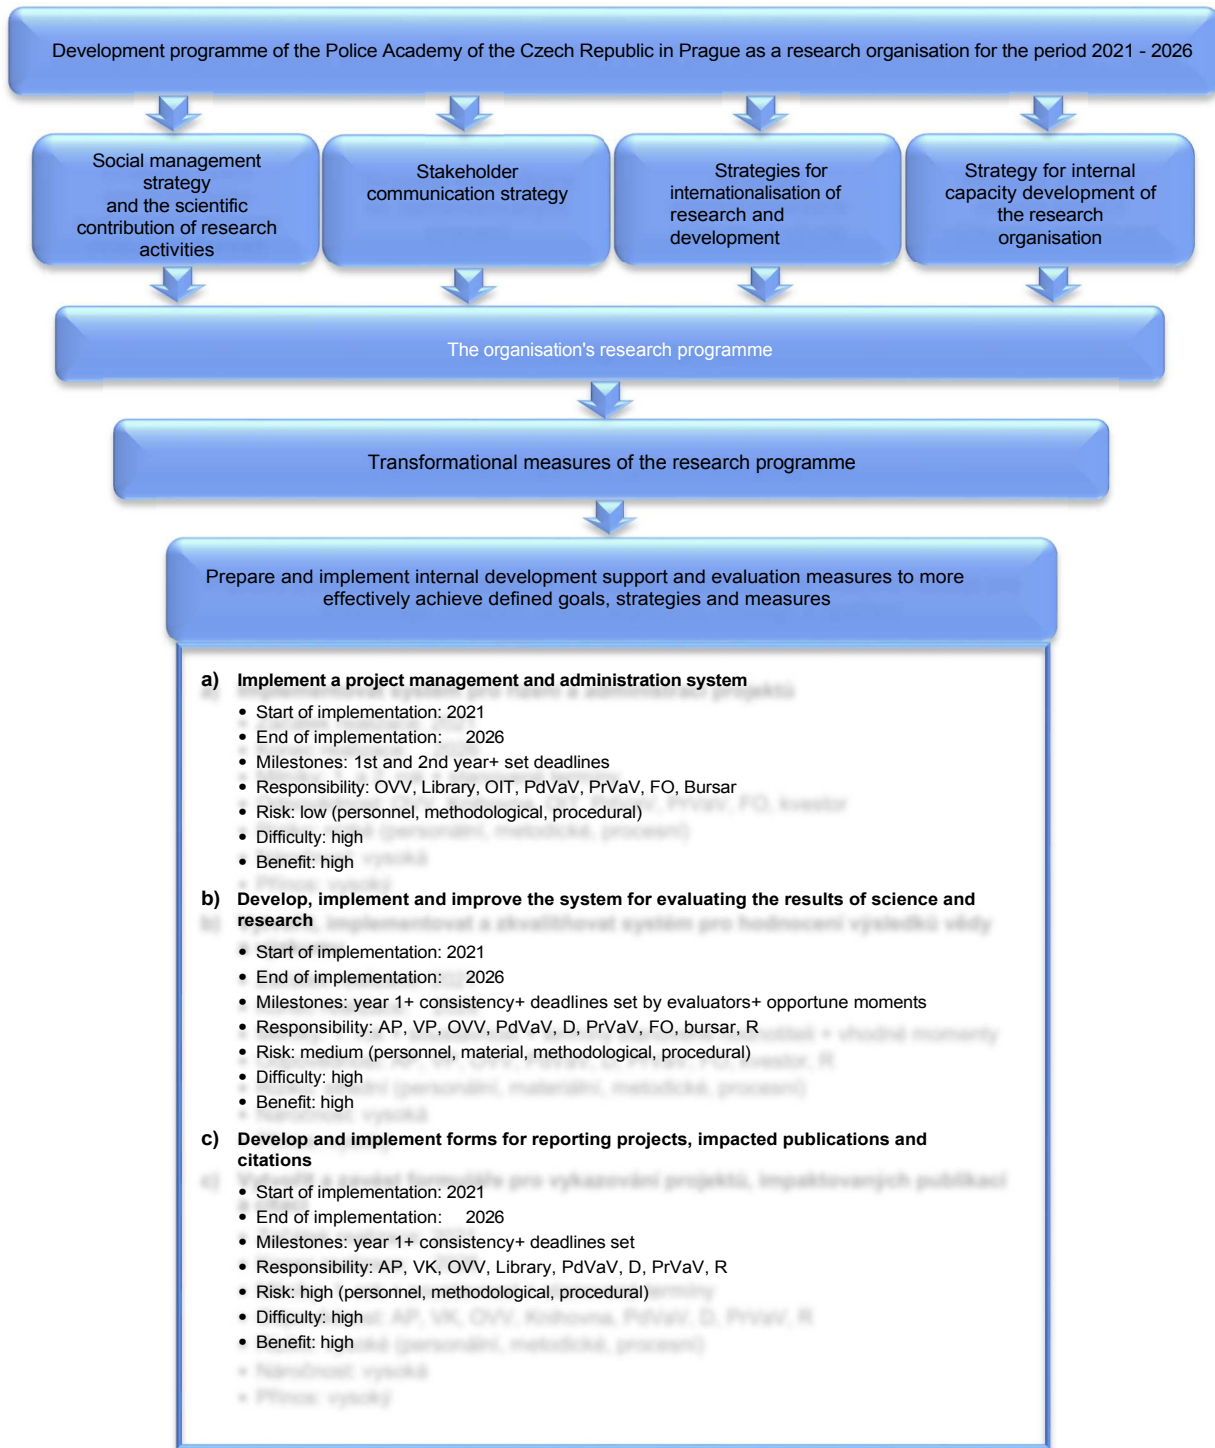 Development programme of the Police Academy of the Czech Republic in Prague as a research organisation for the period 2021 - 2026
Social management
strategy
and the scientific
contribution of research
activities
Stakeholder
communication strategy
Strategies for
internationalisation of
research and
development
Strategy for internal
capacity development of
the research
organisation
The organisation's research programme
Transformational measures of the research programme
Prepare and implement internal development support and evaluation measures to more
effectively achieve defined goals, strategies and measures
a) Implement a project management and administration system
• Start of implementation: 2021
• End of implementation: 2026
• Milestones: 1st and 2nd year+ set deadlines
• Responsibility: OVV, Library, OIT, PdVaV, PrVaV, FO, Bursar
• Risk: low (personnel, methodological, procedural)
• Difficulty: high
• Benefit: high
b) Develop, implement and improve the system for evaluating the results of science and
research
• Start of implementation: 2021
• End of implementation: 2026
• Milestones: year 1+ consistency+ deadlines set by evaluators+ opportune moments
• Responsibility: AP, VP, OVV, PdVaV, D, PrVaV, FO, bursar, R
• Risk: medium (personnel, material, methodological, procedural)
• Difficulty: high
• Benefit: high
c) Develop and implement forms for reporting projects, impacted publications and
citations
• Start of implementation: 2021
• End of implementation: 2026
• Milestones: year 1+ consistency+ deadlines set
• Responsibility: AP, VK, OVV, Library, PdVaV, D, PrVaV, R
• Risk: high (personnel, methodological, procedural)
• Difficulty: high
• Benefit: high
• Náročnost: vysoká
• Přínos: vysoký